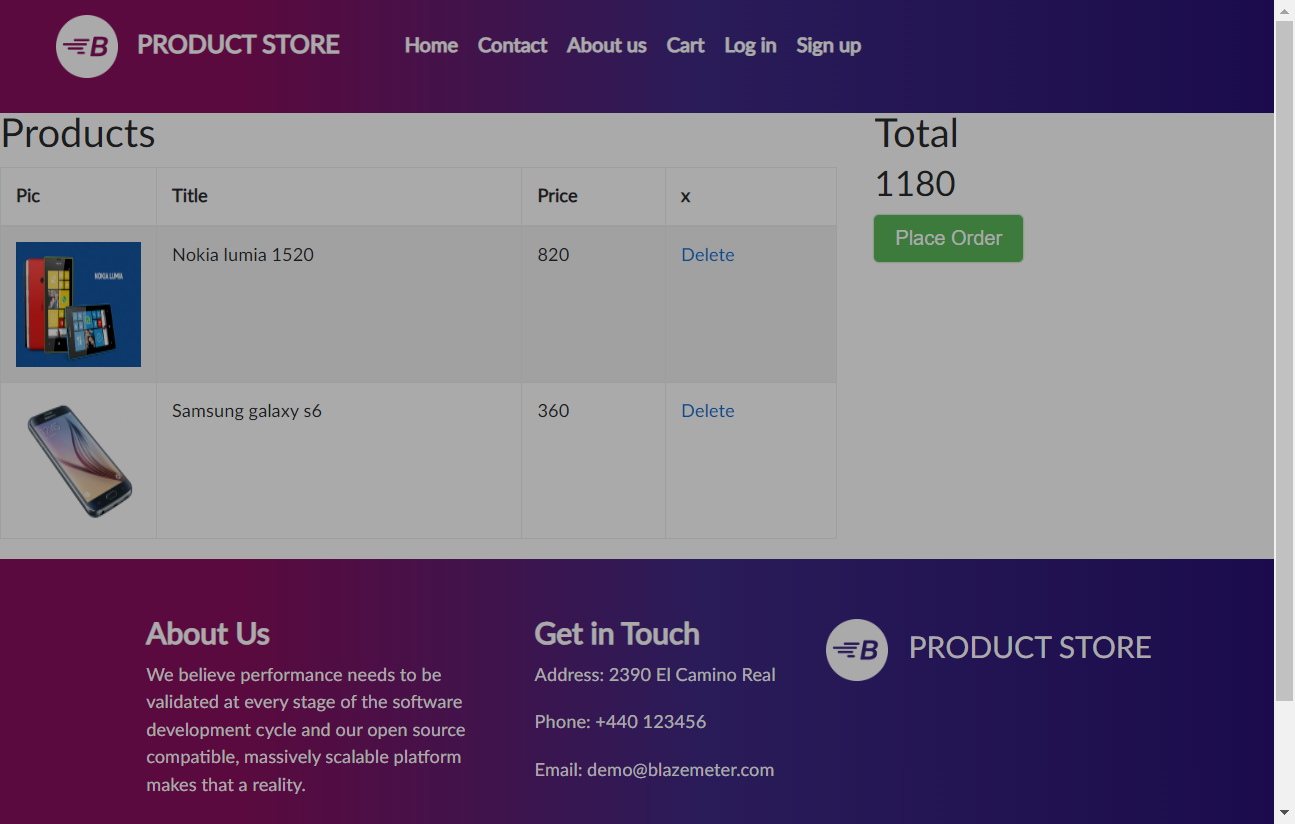 B PRODUCT STORE Home Contact About us Cart Log in Sign up
Products
Total
1180
Place Order
Pic Title Price x
NOKIA LUMIA
Nokia lumia 1520 820 Delete
Samsung galaxy s6 360 Delete
About Us
We believe performance needs to be
validated at every stage of the software
development cycle and our open source
compatible, massively scalable platform
makes that a reality.
Get in Touch
Address: 2390 El Camino Real
Phone: +440 123456
Email: demo@blazemeter.com
B PRODUCT STORE